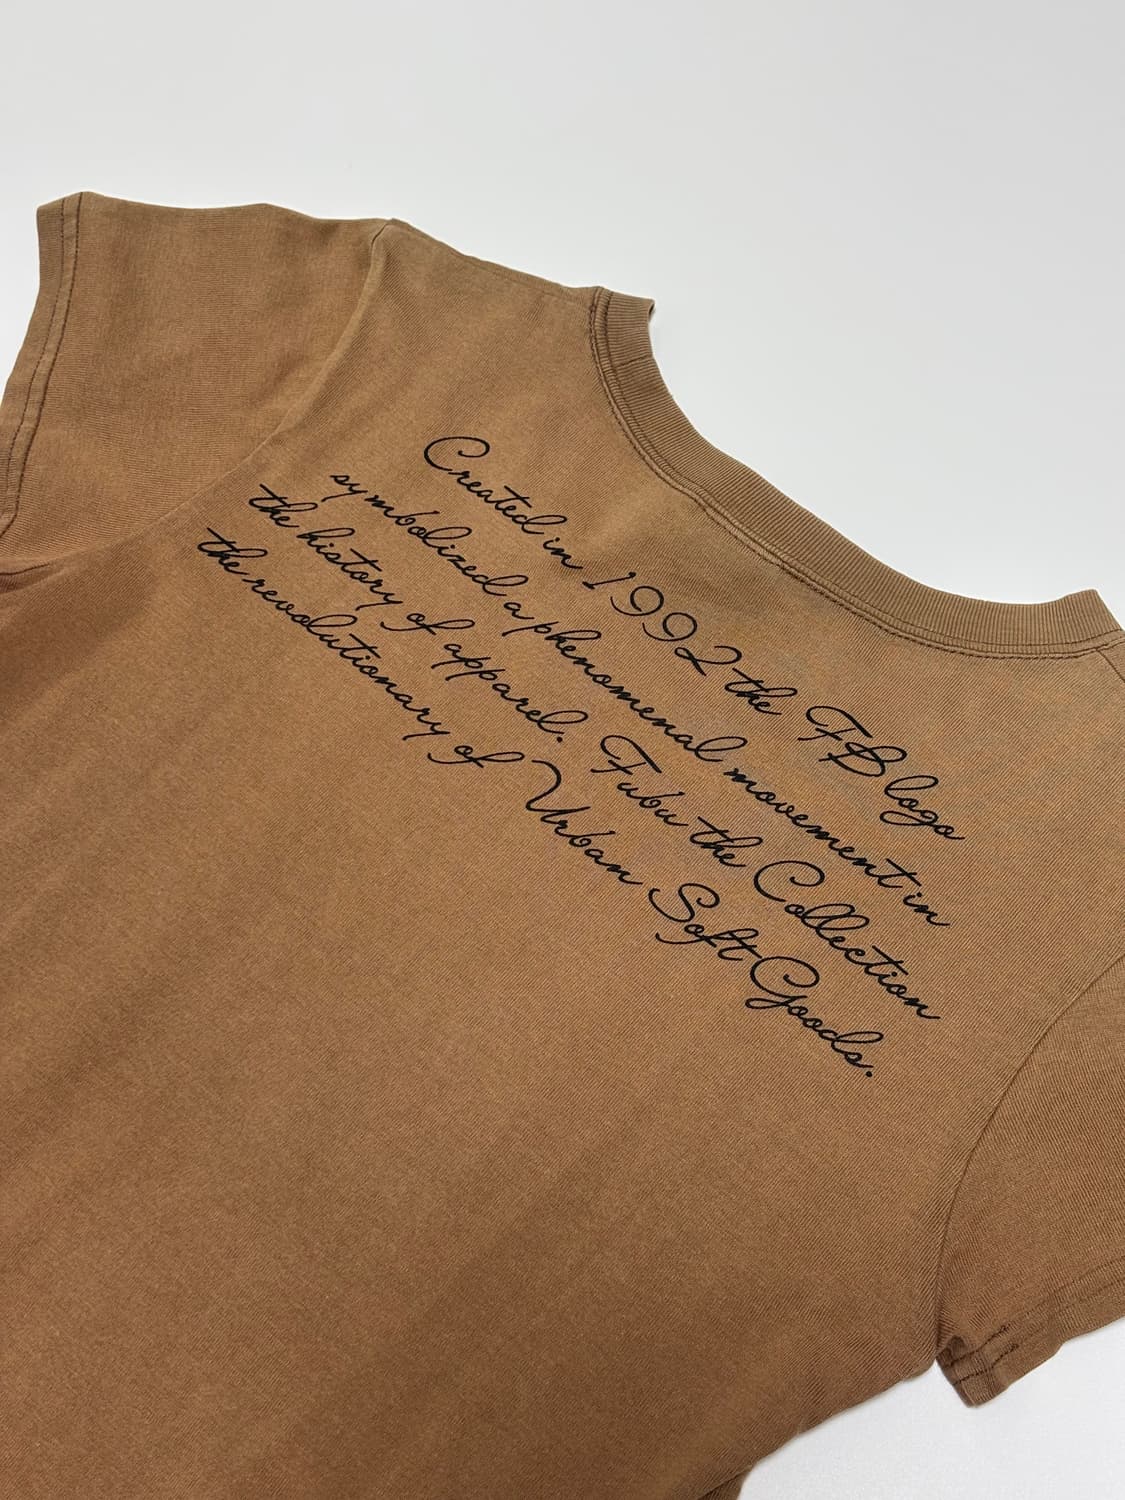 Created in 1992 the FB logo
symbolized a phenomenal movement in
the history of apparel. Fubu the Collection
the revolutionary of Urban Soft Goods.